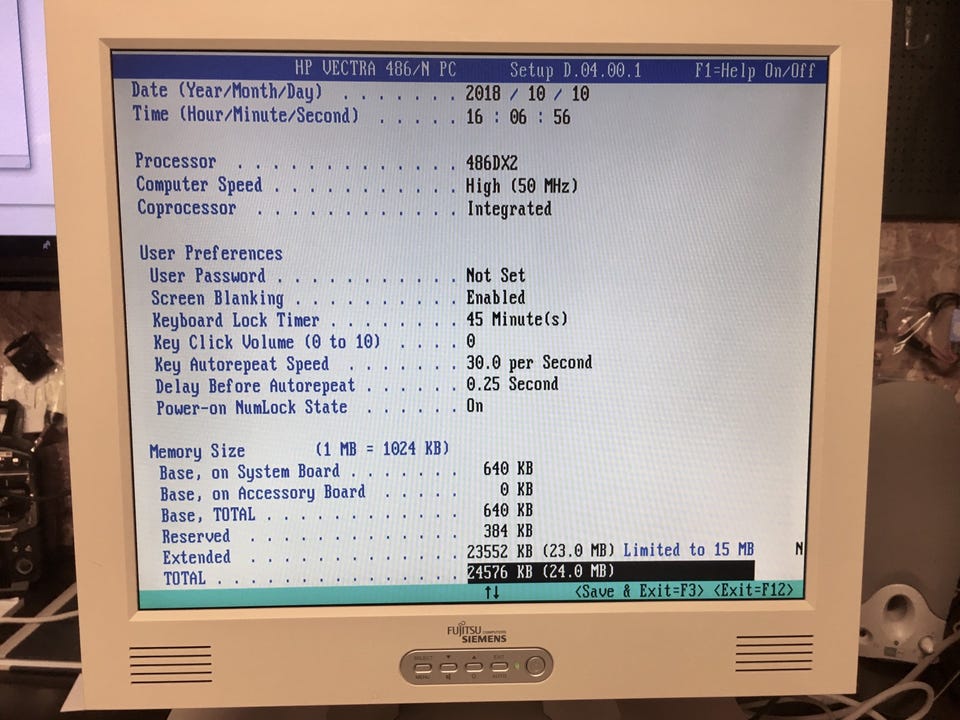 HP VECTRA 486/N PC Setup D.04.00.1 F1=Help On/Off
Date (Year/Month/Day) . . . . . . . 2018 / 10 / 10
Time (Hour/Minute/Second) . . . . . 16 : 06 : 56
Processor . . . . . . . . . . . . . 486DX2
Computer Speed . . . . . . . . . . . High (50 MHz)
Coprocessor . . . . . . . . . . . . Integrated
User Preferences
User Password . . . . . . . . . . . Not Set
Screen Blanking . . . . . . . . . . Enabled
Keyboard Lock Timer . . . . . . . . 45 Minute(s)
Key Click Volume (0 to 10) . . . . 0
Key Autorepeat Speed . . . . . . . 30.0 per Second
Delay Before Autorepeat . . . . . . 0.25 Second
Power-on NumLock State . . . . . . On
Memory Size (1 MB = 1024 KB)
Base, on System Board . . . . . . . 640 KB
Base, on Accessory Board . . . . . 0 KB
Base, TOTAL . . . . . . . . . . . . 640 KB
Reserved . . . . . . . . . . . . . 384 KB
Extended . . . . . . . . . . . . . 23552 KB (23.0 MB) Limited to 15 MB N
TOTAL . . . . . . . . . . . . . . . 24576 KB (24.0 MB)
↑↓ <Save & Exit=F3> <Exit=F12>
FUJITSU COMPUTERS
SIEMENS
SELECT EXIT
MENU AUTO